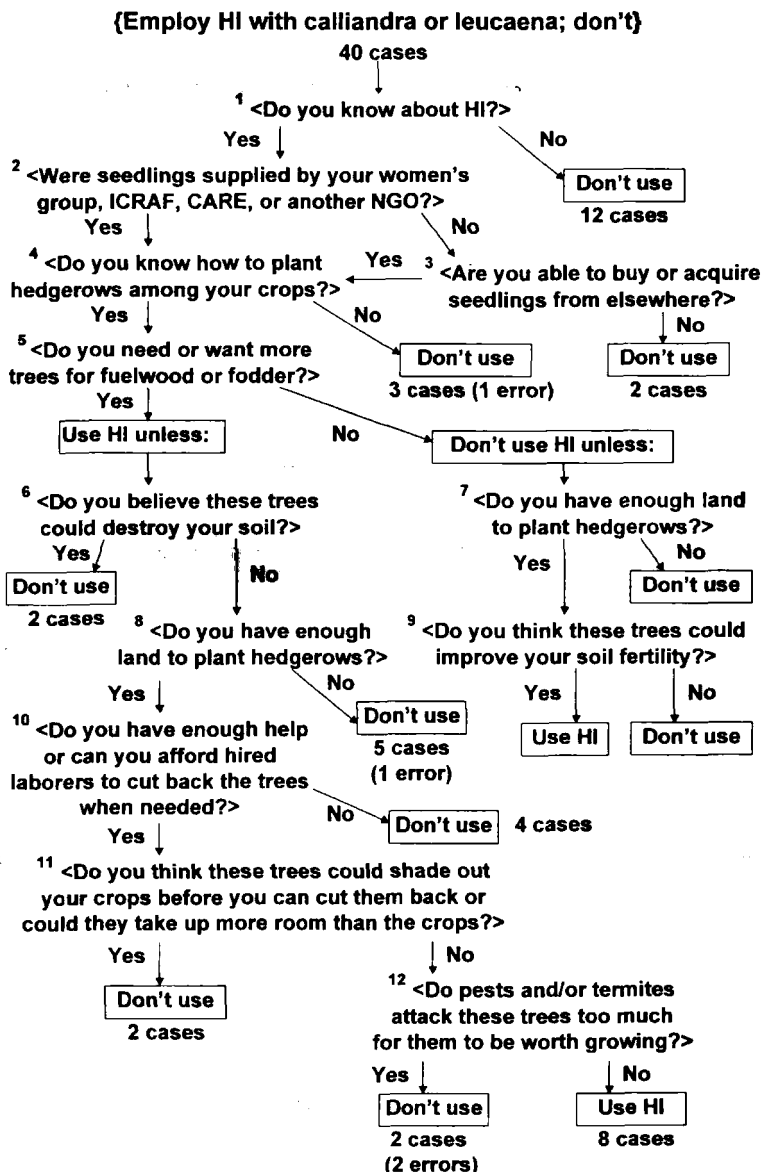 {Employ HI with calliandra or leucaena; don't}
40 cases
1 <Do you know about HI?>
Yes
No
2 <Were seedlings supplied by your women's
group, ICRAF, CARE, or another NGO?>
Don't use
12 cases
Yes
No
4 <Do you know how to plant
hedgerows among your crops?>
Yes
3 <Are you able to buy or acquire
seedlings from elsewhere?>
Yes
No
No
5 <Do you need or want more
trees for fuelwood or fodder?>
Don't use
3 cases (1 error)
Don't use
2 cases
Yes
No
Use HI unless:
Don't use HI unless:
6 <Do you believe these trees
could destroy your soil?>
7 <Do you have enough land
to plant hedgerows?>
Yes
No
Yes
No
Don't use
2 cases
Don't use
8 <Do you have enough
land to plant hedgerows?>
9 <Do you think these trees could
improve your soil fertility?>
Yes
No
Yes
No
Don't use
5 cases
(1 error)
Use HI
Don't use
10 <Do you have enough help
or can you afford hired
laborers to cut back the trees
when needed?>
Yes
No
Don't use
4 cases
11 <Do you think these trees could shade out
your crops before you can cut them back or
could they take up more room than the crops?>
Yes
No
Don't use
2 cases
12 <Do pests and/or termites
attack these trees too much
for them to be worth growing?>
Yes
No
Don't use
2 cases
(2 errors)
Use HI
8 cases